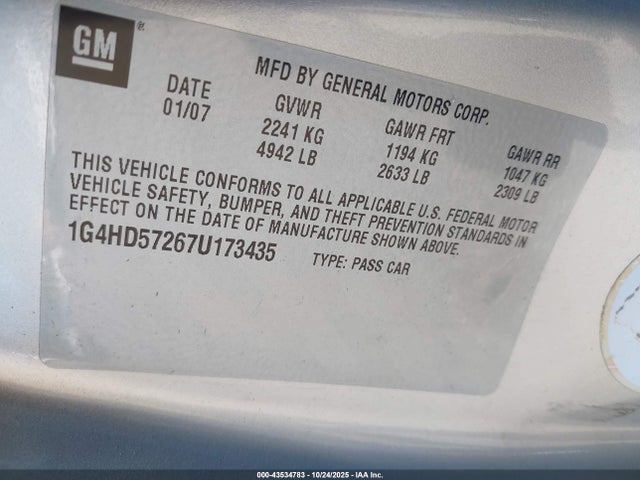 GM®
MFD BY GENERAL MOTORS CORP.
DATE GVWR GAWR FRT GAWR RR
01/07 2241 KG 1194 KG 1047 KG
4942 LB 2633 LB 2309 LB
THIS VEHICLE CONFORMS TO ALL APPLICABLE U.S. FEDERAL MOTOR
VEHICLE SAFETY, BUMPER, AND THEFT PREVENTION STANDARDS IN
EFFECT ON THE DATE OF MANUFACTURE SHOWN ABOVE.
1G4HD57267U173435 TYPE: PASS CAR
000-43534783 - 10/24/2025 - IAA Inc.